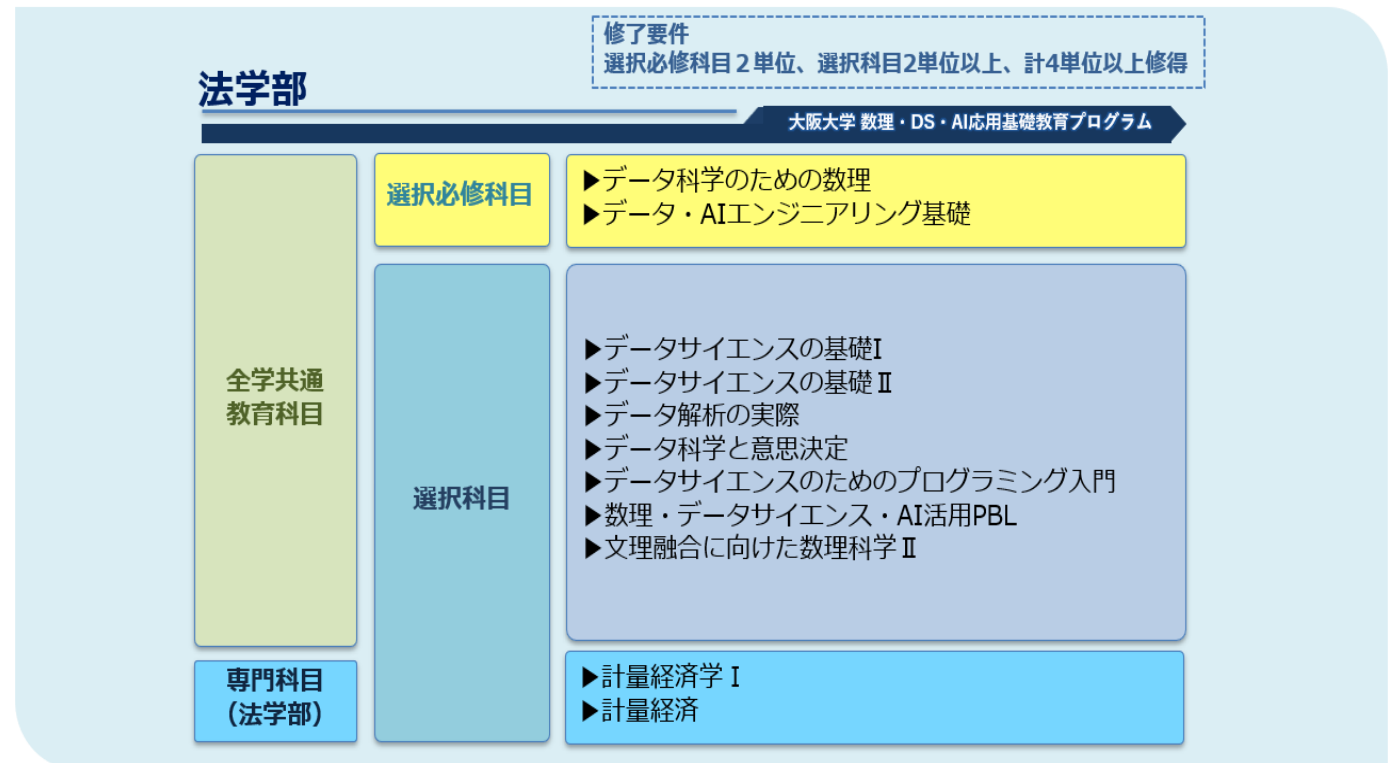 修了要件
選択必修科目２単位、選択科目2単位以上、計4単位以上修得
法学部
大阪大学 数理・DS・AI応用基礎教育プログラム
選択必修科目
▶データ科学のための数理
▶データ・AIエンジニアリング基礎
全学共通
教育科目
選択科目
▶データサイエンスの基礎I
▶データサイエンスの基礎Ⅱ
▶データ解析の実際
▶データ科学と意思決定
▶データサイエンスのためのプログラミング入門
▶数理・データサイエンス・AI活用PBL
▶文理融合に向けた数理科学Ⅱ
専門科目
（法学部）
▶計量経済学Ⅰ
▶計量経済